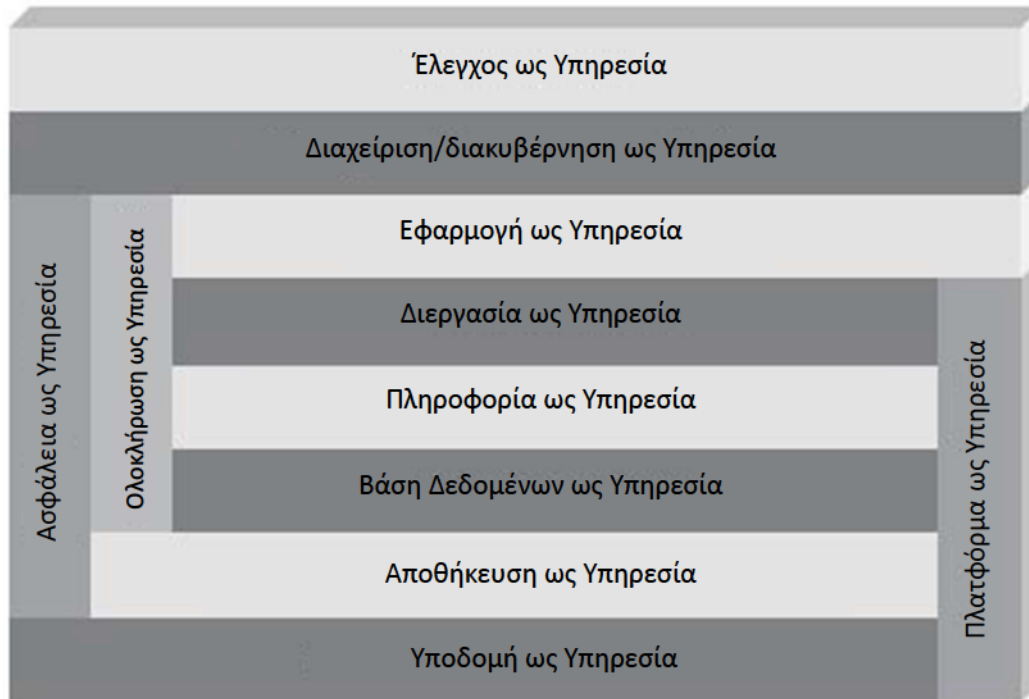 Έλεγχος ως Υπηρεσία
Διαχείριση/διακυβέρνηση ως Υπηρεσία
Ασφάλεια ως Υπηρεσία
Ολοκλήρωση ως Υπηρεσία
Εφαρμογή ως Υπηρεσία
Διεργασία ως Υπηρεσία
Πληροφορία ως Υπηρεσία
Βάση Δεδομένων ως Υπηρεσία
Αποθήκευση ως Υπηρεσία
Υποδομή ως Υπηρεσία
Πλατφόρμα ως Υπηρεσία